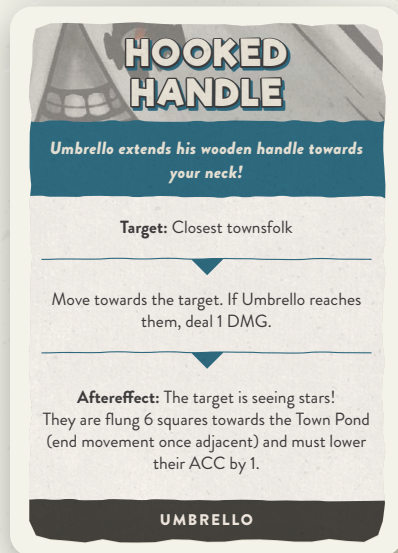 HOOKED
HANDLE
Umbrello extends his wooden handle towards
your neck!
Target: Closest townsfolk
Move towards the target. If Umbrello reaches
them, deal 1 DMG.
Aftereffect: The target is seeing stars!
They are flung 6 squares towards the Town Pond
(end movement once adjacent) and must lower
their ACC by 1.
UMBRELLO